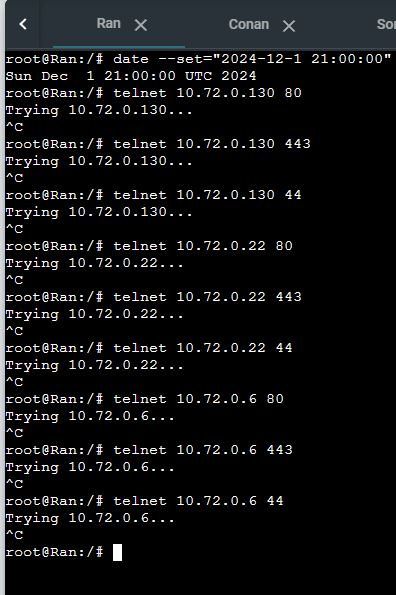 Ran
Conan
root@Ran:/# date --set="2024-12-1 21:00:00"
Sun Dec  1 21:00:00 UTC 2024
root@Ran:/# telnet 10.72.0.130 80
Trying 10.72.0.130...
^C
root@Ran:/# telnet 10.72.0.130 443
Trying 10.72.0.130...
^C
root@Ran:/# telnet 10.72.0.130 44
Trying 10.72.0.130...
^C
root@Ran:/# telnet 10.72.0.22 80
Trying 10.72.0.22...
^C
root@Ran:/# telnet 10.72.0.22 443
Trying 10.72.0.22...
^C
root@Ran:/# telnet 10.72.0.22 44
Trying 10.72.0.22...
^C
root@Ran:/# telnet 10.72.0.6 80
Trying 10.72.0.6...
^C
root@Ran:/# telnet 10.72.0.6 443
Trying 10.72.0.6...
^C
root@Ran:/# telnet 10.72.0.6 44
Trying 10.72.0.6...
^C
root@Ran:/#